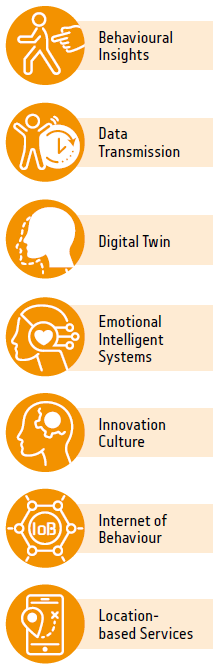 Behavioural
Insights
Data
Transmission
Digital Twin
Emotional
Intelligent
Systems
Innovation
Culture
IoB
Internet of
Behaviour
Location-
based Services